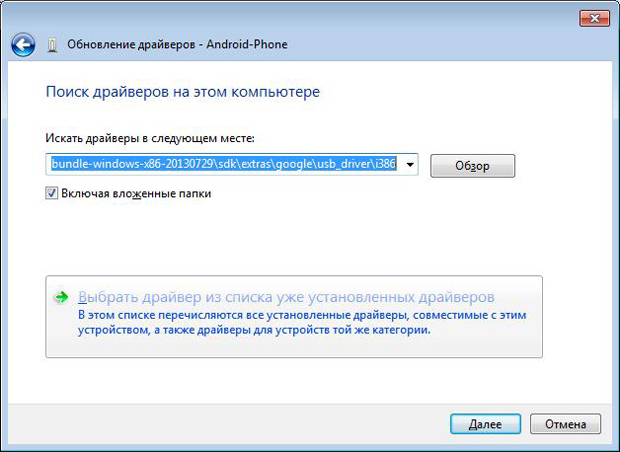 Обновление драйверов - Android-Phone
Поиск драйверов на этом компьютере
Искать драйверы в следующем месте:
bundle-windows-x86-20130729\sdk\extras\google\usb_driver\i386
Обзор
Включая вложенные папки
Выбрать драйвер из списка уже установленных драйверов
В этом списке перечисляются все установленные драйверы, совместимые с этим
устройством, а также драйверы для устройств той же категории.
Далее
Отмена